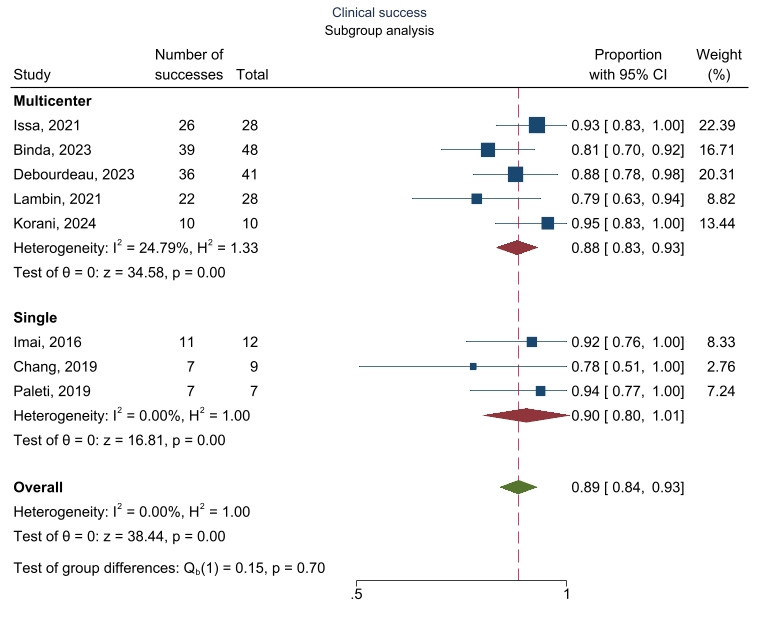 Clinical success
Subgroup analysis
Number of Proportion Weight
Study successes Total with 95% CI (%)
Multicenter
Issa, 2021 26 28 0.93 [ 0.83, 1.00] 22.39
Binda, 2023 39 48 0.81 [ 0.70, 0.92] 16.71
Debourdeau, 2023 36 41 0.88 [ 0.78, 0.98] 20.31
Lambin, 2021 22 28 0.79 [ 0.63, 0.94] 8.82
Korani, 2024 10 10 0.95 [ 0.83, 1.00] 13.44
Heterogeneity: I² = 24.79%, H² = 1.33 0.88 [ 0.83, 0.93]
Test of θ = 0: z = 34.58, p = 0.00
Single
Imai, 2016 11 12 0.92 [ 0.76, 1.00] 8.33
Chang, 2019 7 9 0.78 [ 0.51, 1.00] 2.76
Paleti, 2019 7 7 0.94 [ 0.77, 1.00] 7.24
Heterogeneity: I² = 0.00%, H² = 1.00 0.90 [ 0.80, 1.01]
Test of θ = 0: z = 16.81, p = 0.00
Overall 0.89 [ 0.84, 0.93]
Heterogeneity: I² = 0.00%, H² = 1.00
Test of θ = 0: z = 38.44, p = 0.00
Test of group differences: Q_b(1) = 0.15, p = 0.70
.5 1